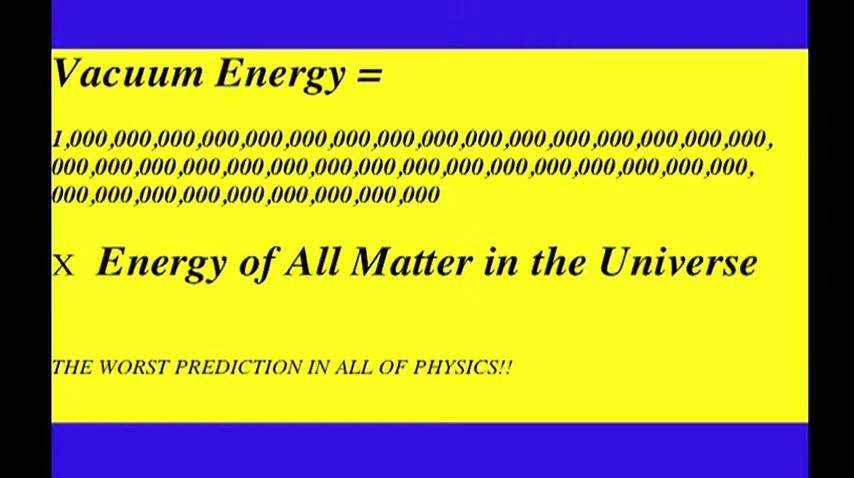 Vacuum Energy =
1,000,000,000,000,000,000,000,000,000,000,000,000,000,000,000,000,
000,000,000,000,000,000,000,000,000,000,000,000,000,000,000,000,
000,000,000,000,000,000,000,000,000
X Energy of All Matter in the Universe
THE WORST PREDICTION IN ALL OF PHYSICS!!